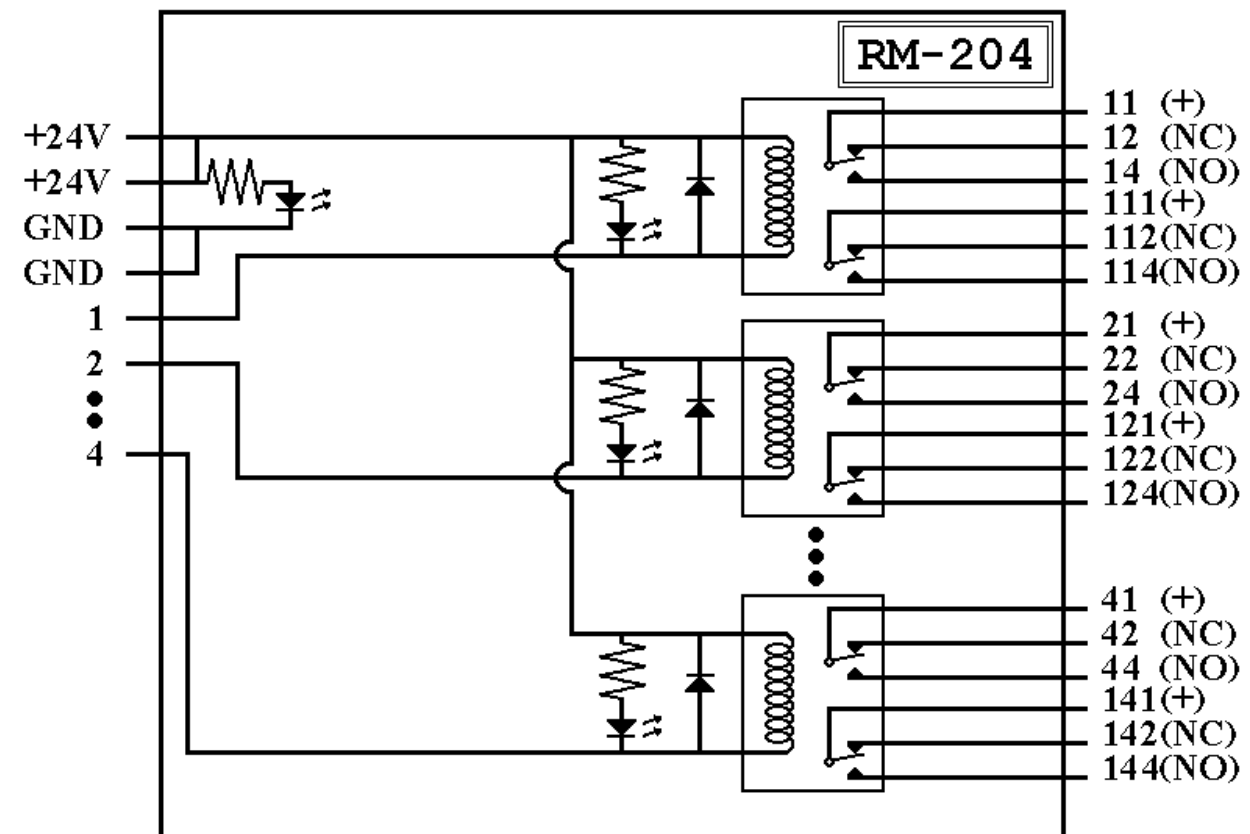 RM-204
+24V
+24V
GND
GND
1
2
4
11 (+)
12 (NC)
14 (NO)
111(+)
112(NC)
114(NO)
21 (+)
22 (NC)
24 (NO)
121(+)
122(NC)
124(NO)
41 (+)
42 (NC)
44 (NO)
141(+)
142(NC)
144(NO)